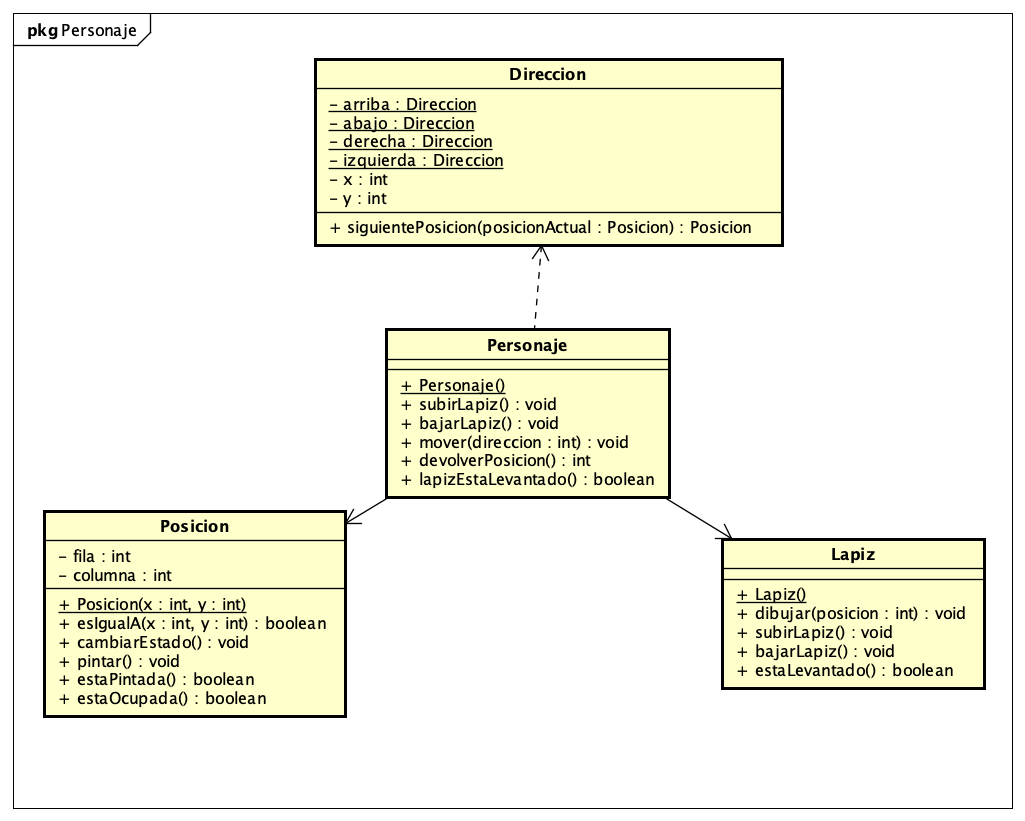 pkg Personaje
Direccion
- arriba : Direccion
- abajo : Direccion
- derecha : Direccion
- izquierda : Direccion
- x : int
- y : int
+ siguientePosicion(posicionActual : Posicion) : Posicion
Personaje
+ Personaje()
+ subirLapiz() : void
+ bajarLapiz() : void
+ mover(direccion : int) : void
+ devolverPosicion() : int
+ lapizEstaLevantado() : boolean
Posicion
- fila : int
- columna : int
+ Posicion(x : int, y : int)
+ esIgualA(x : int, y : int) : boolean
+ cambiarEstado() : void
+ pintar() : void
+ estaPintada() : boolean
+ estaOcupada() : boolean
Lapiz
+ Lapiz()
+ dibujar(posicion : int) : void
+ subirLapiz() : void
+ bajarLapiz() : void
+ estaLevantado() : boolean